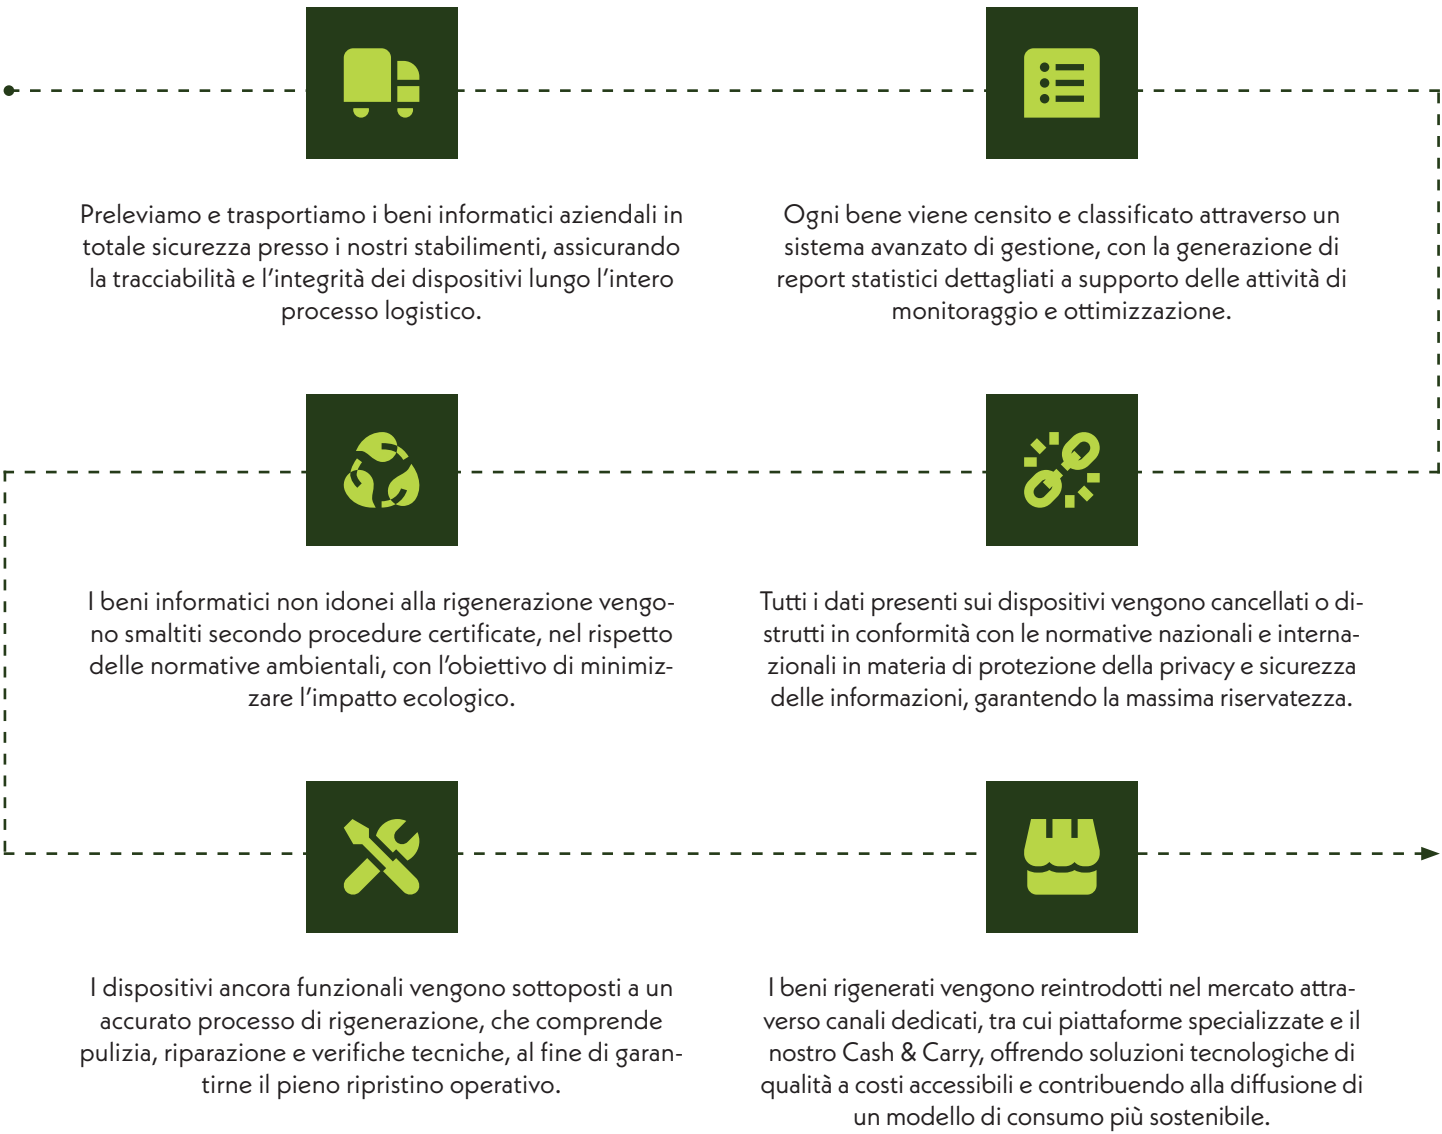 Preleviamo e trasportiamo i beni informatici aziendali in
totale sicurezza presso i nostri stabilimenti, assicurando
la tracciabilità e l'integrità dei dispositivi lungo l'intero
processo logistico.
Ogni bene viene censito e classificato attraverso un
sistema avanzato di gestione, con la generazione di
report statistici dettagliati a supporto delle attività di
monitoraggio e ottimizzazione.
Tutti i dati presenti sui dispositivi vengono cancellati o di-
strutti in conformità con le normative nazionali e interna-
zionali in materia di protezione della privacy e sicurezza
delle informazioni, garantendo la massima riservatezza.
I beni informatici non idonei alla rigenerazione vengo-
no smaltiti secondo procedure certificate, nel rispetto
delle normative ambientali, con l'obiettivo di minimiz-
zare l'impatto ecologico.
I dispositivi ancora funzionali vengono sottoposti a un
accurato processo di rigenerazione, che comprende
pulizia, riparazione e verifiche tecniche, al fine di garan-
tirne il pieno ripristino operativo.
I beni rigenerati vengono reintrodotti nel mercato attra-
verso canali dedicati, tra cui piattaforme specializzate e il
nostro Cash & Carry, offrendo soluzioni tecnologiche di
qualità a costi accessibili e contribuendo alla diffusione di
un modello di consumo più sostenibile.